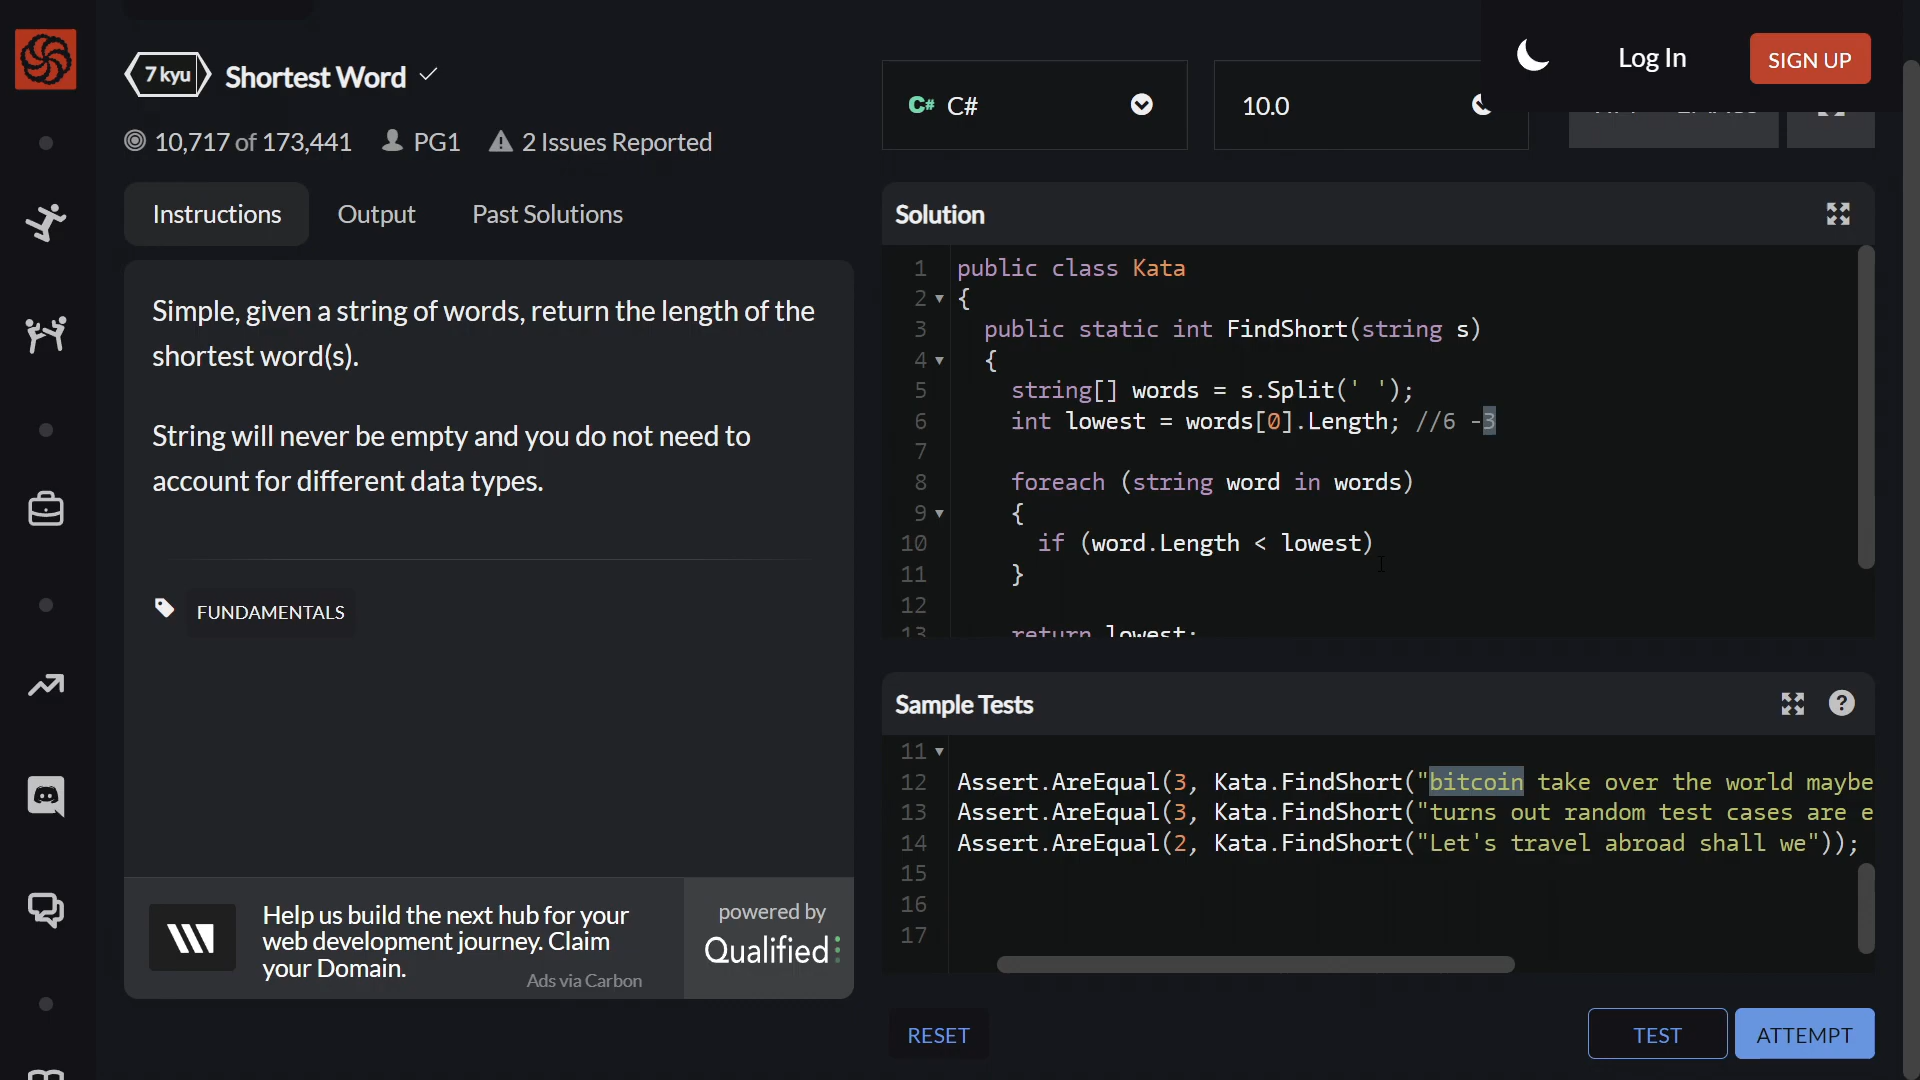 7 kyu Shortest Word
10,717 of 173,441 PG1 2 Issues Reported
Instructions Output Past Solutions
Simple, given a string of words, return the length of the
shortest word(s).
String will never be empty and you do not need to
account for different data types.
FUNDAMENTALS
Help us build the next hub for your
web development journey. Claim
your Domain.
Ads via Carbon
powered by
Qualified
C# C#
10.0
Log In
SIGN UP
Solution
1 public class Kata
2 {
3 public static int FindShort(string s)
4 {
5 string[] words = s.Split(' ');
6 int lowest = words[0].Length; //6 -3
7
8 foreach (string word in words)
9 {
10 if (word.Length < lowest)
11 }
12
13 return lowest;
Sample Tests
11
12 Assert.AreEqual(3, Kata.FindShort("bitcoin take over the world maybe
13 Assert.AreEqual(3, Kata.FindShort("turns out random test cases are e
14 Assert.AreEqual(2, Kata.FindShort("Let's travel abroad shall we"));
15
16
17
RESET
TEST
ATTEMPT